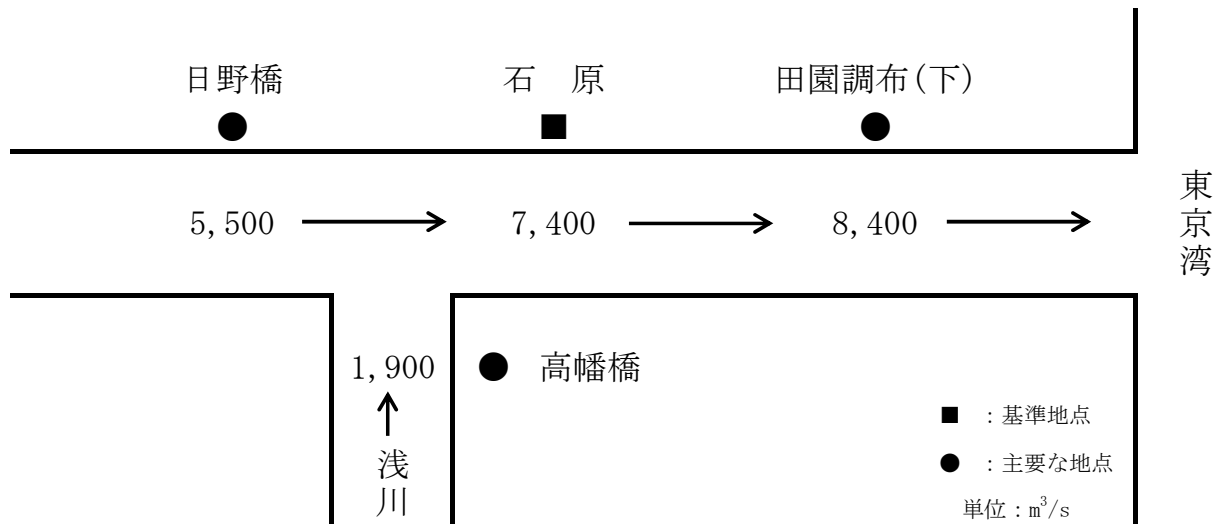 日野橋
石 原
田園調布(下)
5,500
7,400
8,400
東京湾
1,900
高幡橋
浅川
■ :基準地点
● :主要な地点
単位:m³/s